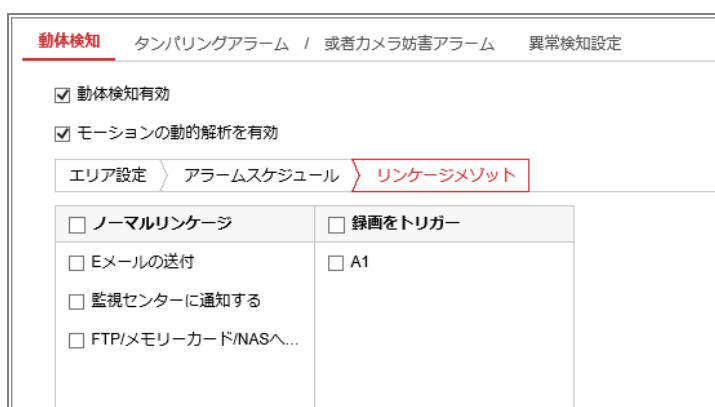 動体検知 タンパリングアラーム / 或者カメラ妨害アラーム 異常検知設定
動体検知有効
モーションの動的解析を有効
エリア設定 アラームスケジュール リンケージメゾット
ノーマルリンケージ 録画をトリガー
Eメールの送付 A1
監視センターに通知する
FTP/メモリーカード/NASへ...